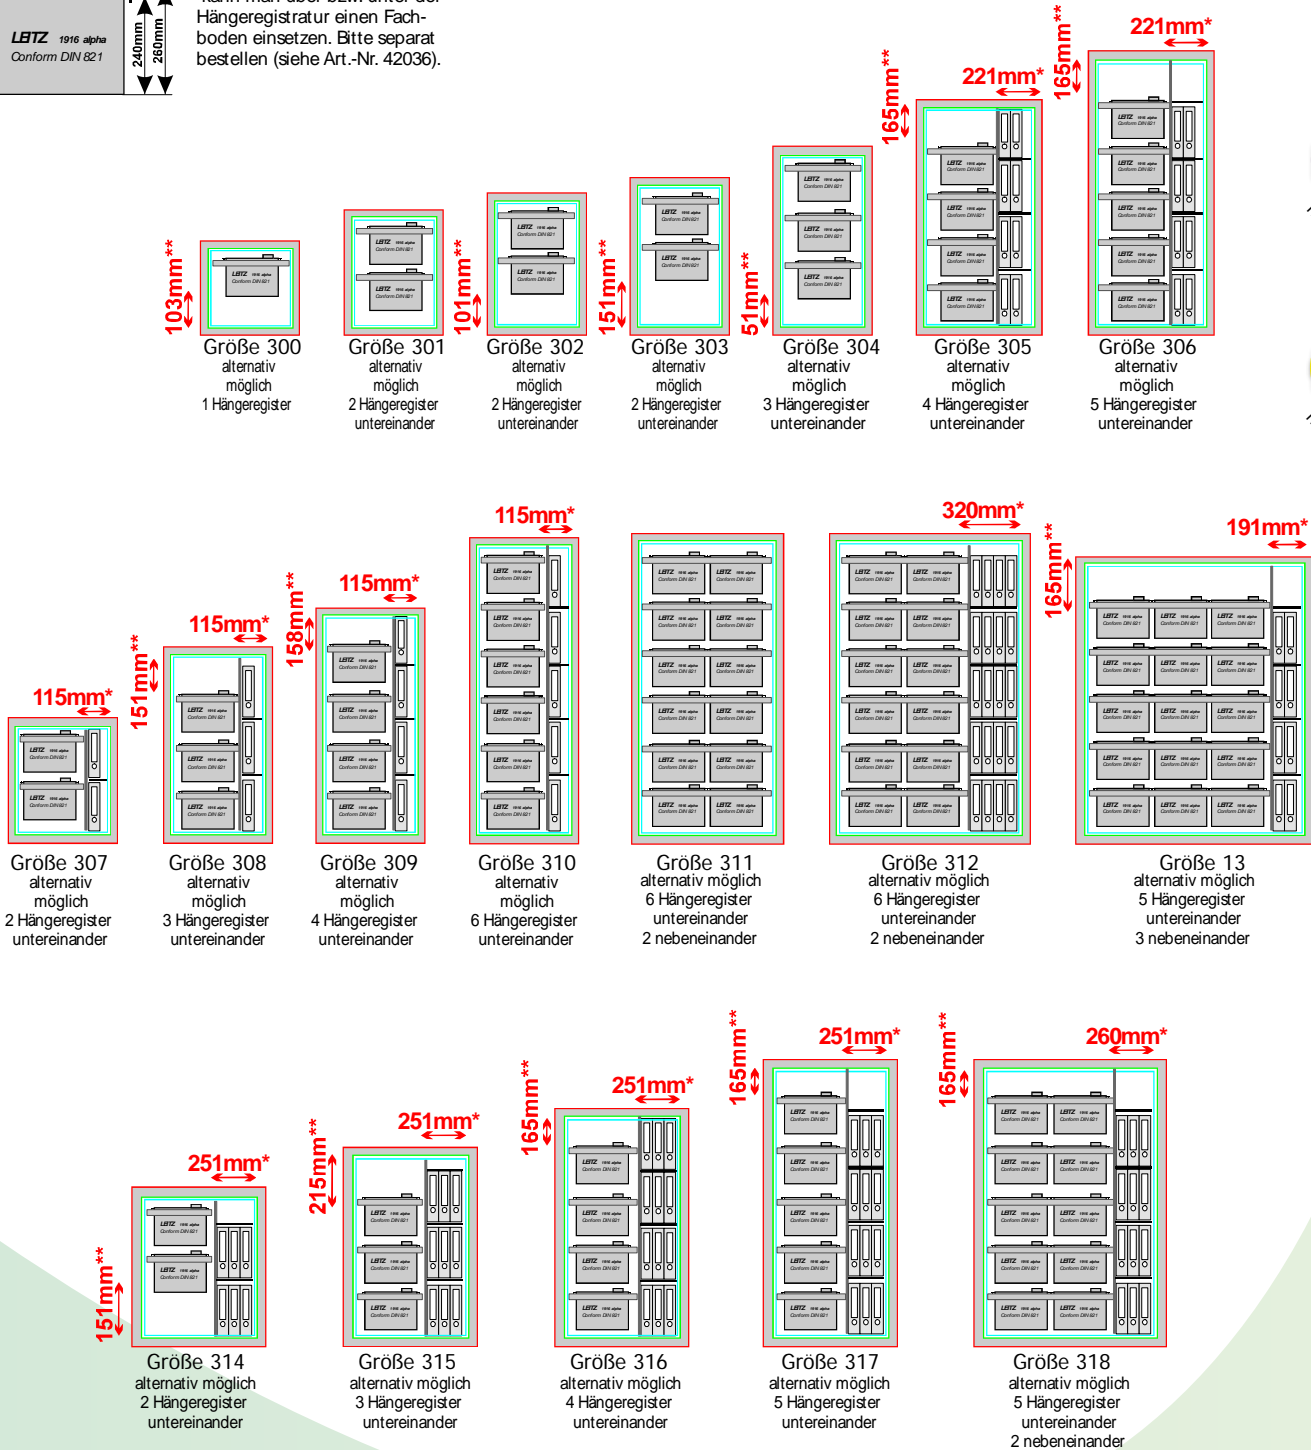 LEITZ 1916 alpha
Conform DIN 821
240mm
260mm
Hängeregistratur einen Fach-
boden einsetzen. Bitte separat
bestellen (siehe Art.-Nr. 42036).
103mm**
Größe 300
alternativ
möglich
1 Hängeregister
Größe 301
alternativ
möglich
2 Hängeregister
untereinander
101mm**
Größe 302
alternativ
möglich
2 Hängeregister
untereinander
151mm**
Größe 303
alternativ
möglich
2 Hängeregister
untereinander
51mm**
Größe 304
alternativ
möglich
3 Hängeregister
untereinander
165mm**
221mm*
Größe 305
alternativ
möglich
4 Hängeregister
untereinander
165mm**
221mm*
Größe 306
alternativ
möglich
5 Hängeregister
untereinander
115mm*
Größe 307
alternativ
möglich
2 Hängeregister
untereinander
151mm**
115mm*
Größe 308
alternativ
möglich
3 Hängeregister
untereinander
158mm**
115mm*
Größe 309
alternativ
möglich
4 Hängeregister
untereinander
115mm*
Größe 310
alternativ
möglich
6 Hängeregister
untereinander
Größe 311
alternativ möglich
6 Hängeregister
untereinander
2 nebeneinander
320mm*
Größe 312
alternativ möglich
6 Hängeregister
untereinander
2 nebeneinander
165mm**
191mm*
Größe 13
alternativ möglich
5 Hängeregister
untereinander
3 nebeneinander
151mm**
251mm*
Größe 314
alternativ möglich
2 Hängeregister
untereinander
215mm**
251mm*
Größe 315
alternativ möglich
3 Hängeregister
untereinander
165mm**
251mm*
Größe 316
alternativ möglich
4 Hängeregister
untereinander
165mm**
251mm*
Größe 317
alternativ möglich
5 Hängeregister
untereinander
165mm**
260mm*
Größe 318
alternativ möglich
5 Hängeregister
untereinander
2 nebeneinander